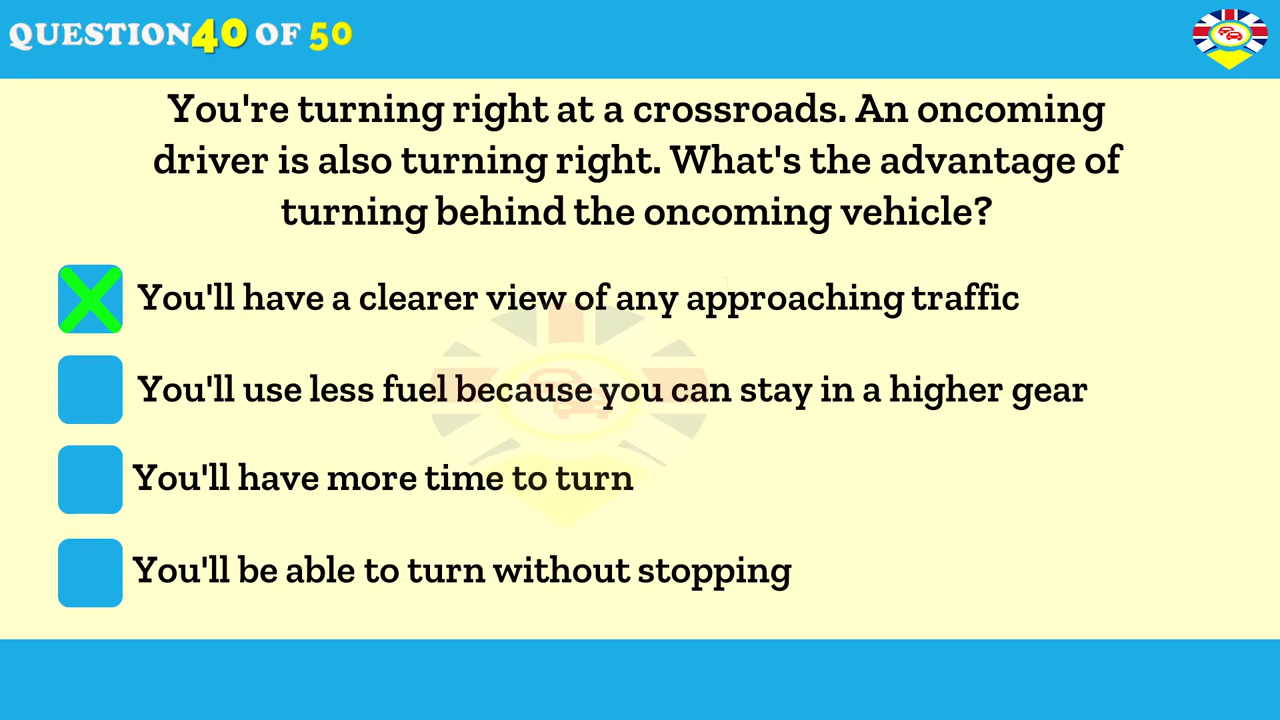 QUESTION40 OF 50
You're turning right at a crossroads. An oncoming
driver is also turning right. What's the advantage of
turning behind the oncoming vehicle?
You'll have a clearer view of any approaching traffic
You'll use less fuel because you can stay in a higher gear
You'll have more time to turn
You'll be able to turn without stopping